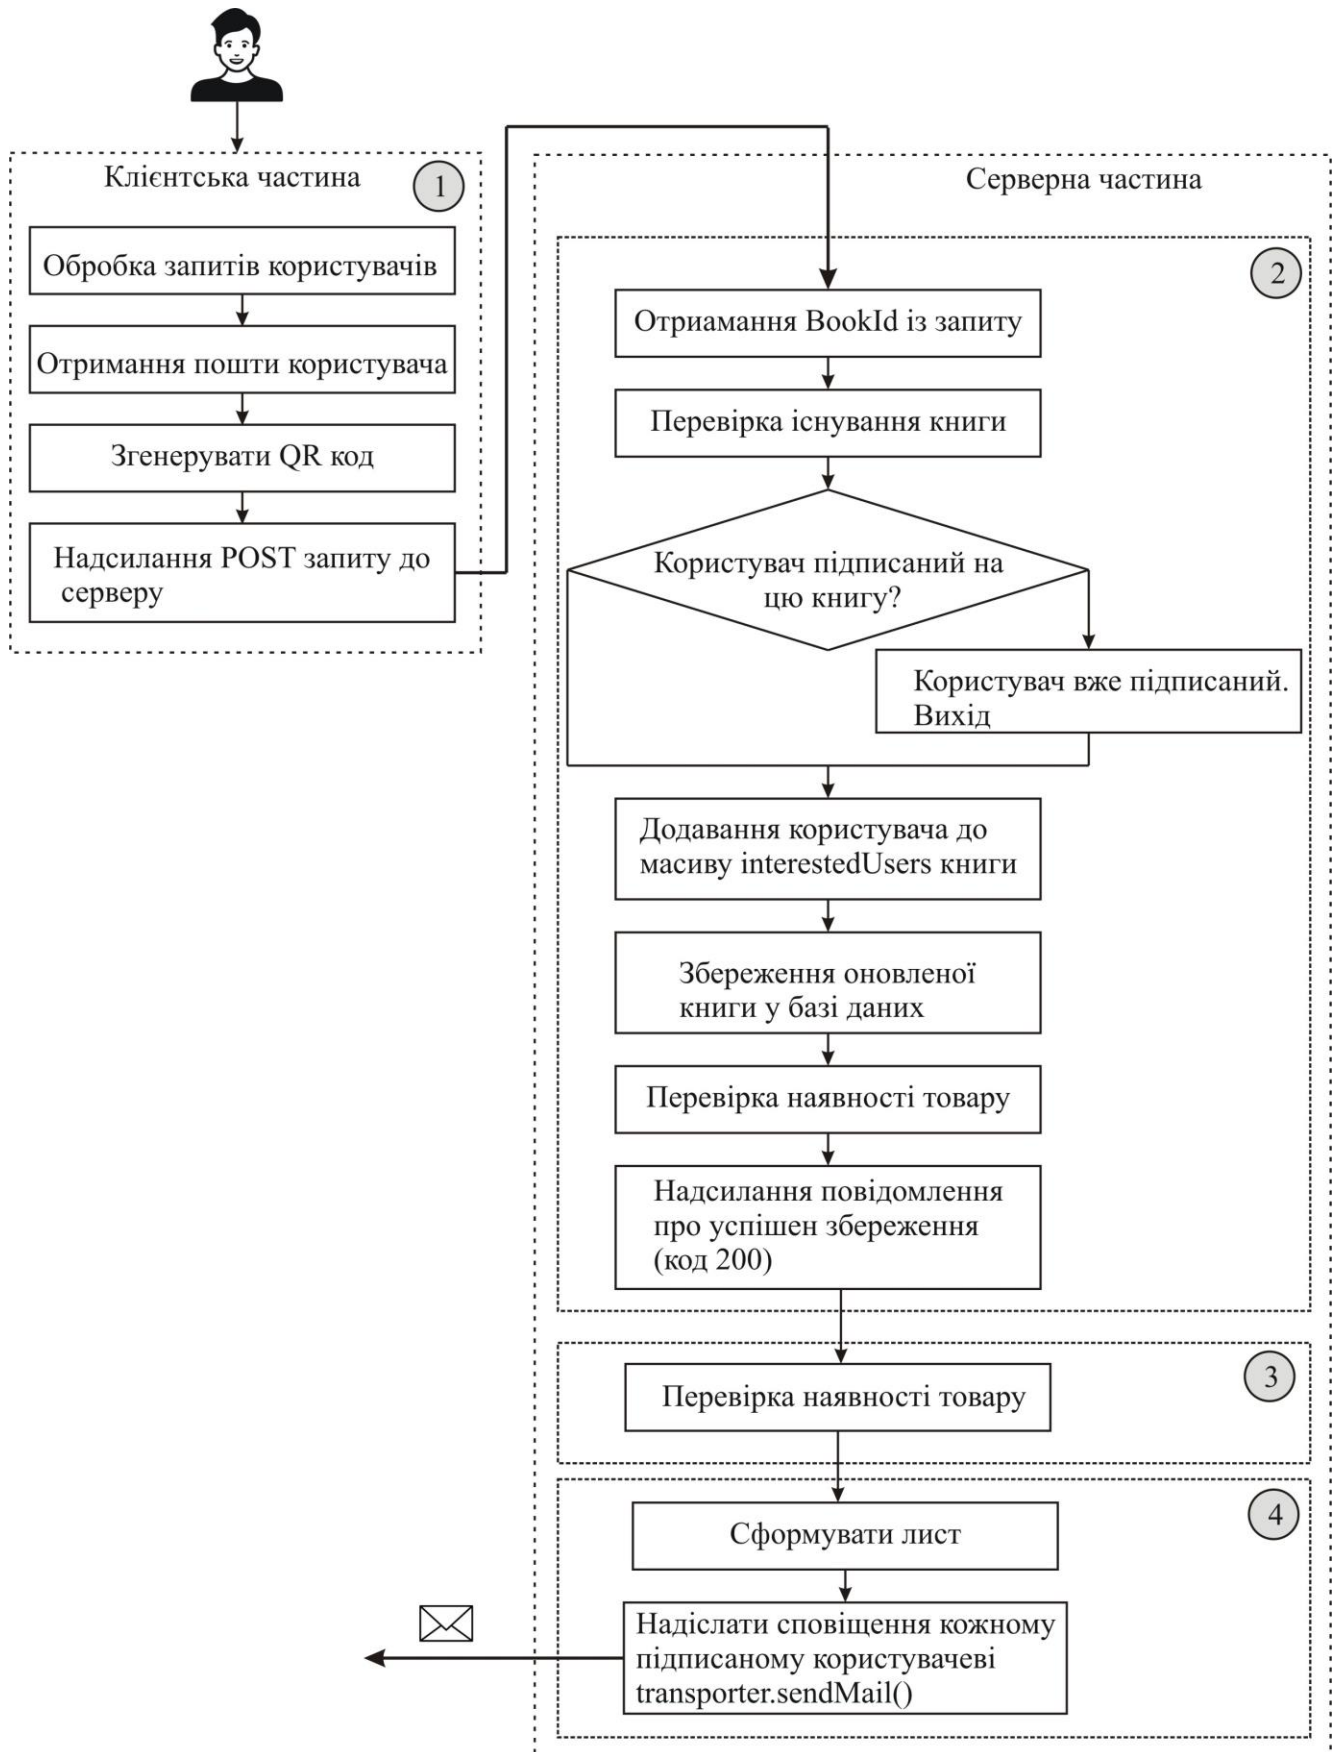 Клієнтська частина
1
Обробка запитів користувачів
Отримання пошти користувача
Згенерувати QR код
Надсилання POST запиту до
серверу
Серверна частина
2
Отриамання BookId із запиту
Перевірка існування книги
Користувач підписаний на
цю книгу?
Користувач вже підписаний.
Вихід
Додавання користувача до
масиву interestedUsers книги
Збереження оновленої
книги у базі даних
Перевірка наявності товару
Надсилання повідомлення
про успішен збереження
(код 200)
3
Перевірка наявності товару
4
Сформувати лист
Надіслати сповіщення кожному
підписаному користувачеві
transporter.sendMail()